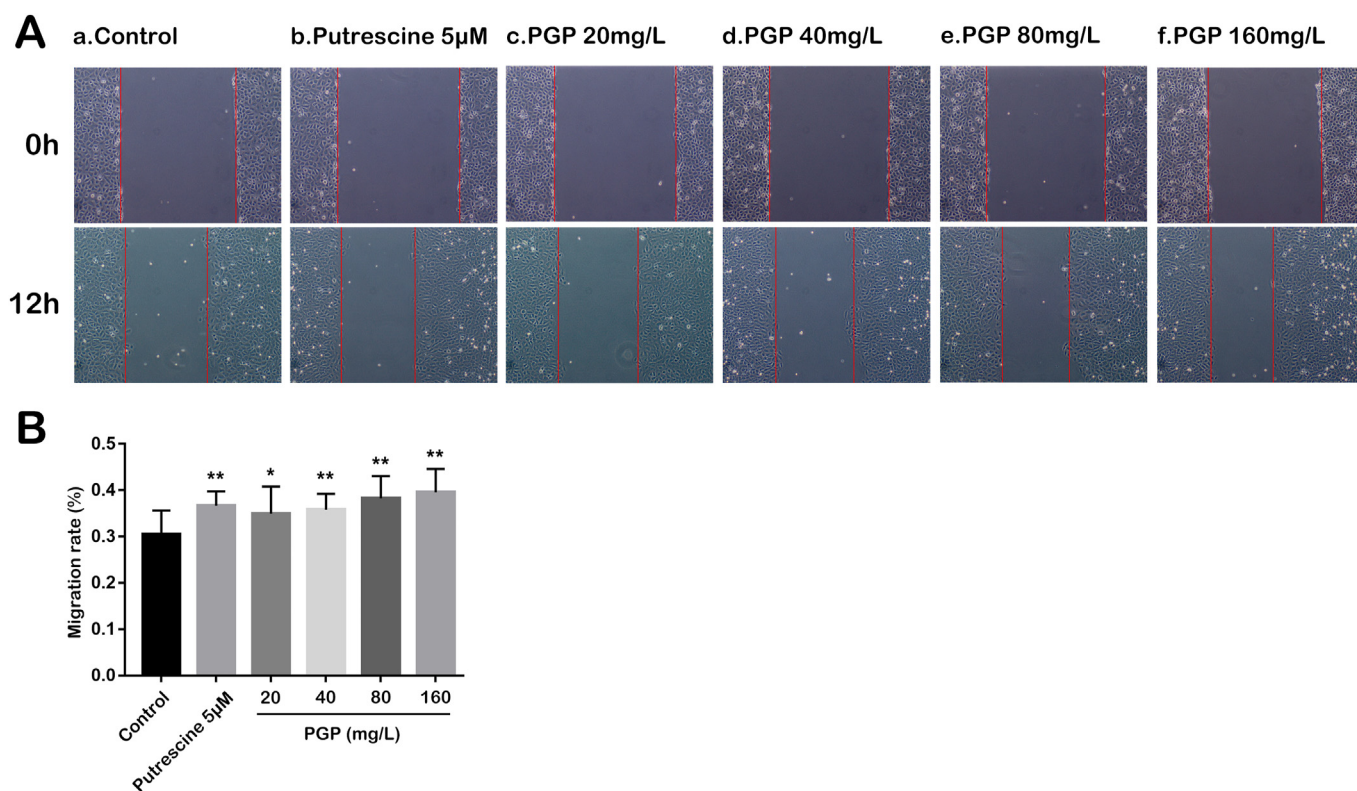 A
a.Control
b.Putrescine 5μM
c.PGP 20mg/L
d.PGP 40mg/L
e.PGP 80mg/L
f.PGP 160mg/L
0h
12h
B
Migration rate (%)
0.5
0.4
0.3
0.2
0.1
0.0
**
*
**
**
**
Control
Putrescine 5μM
20
40
80
160
PGP (mg/L)